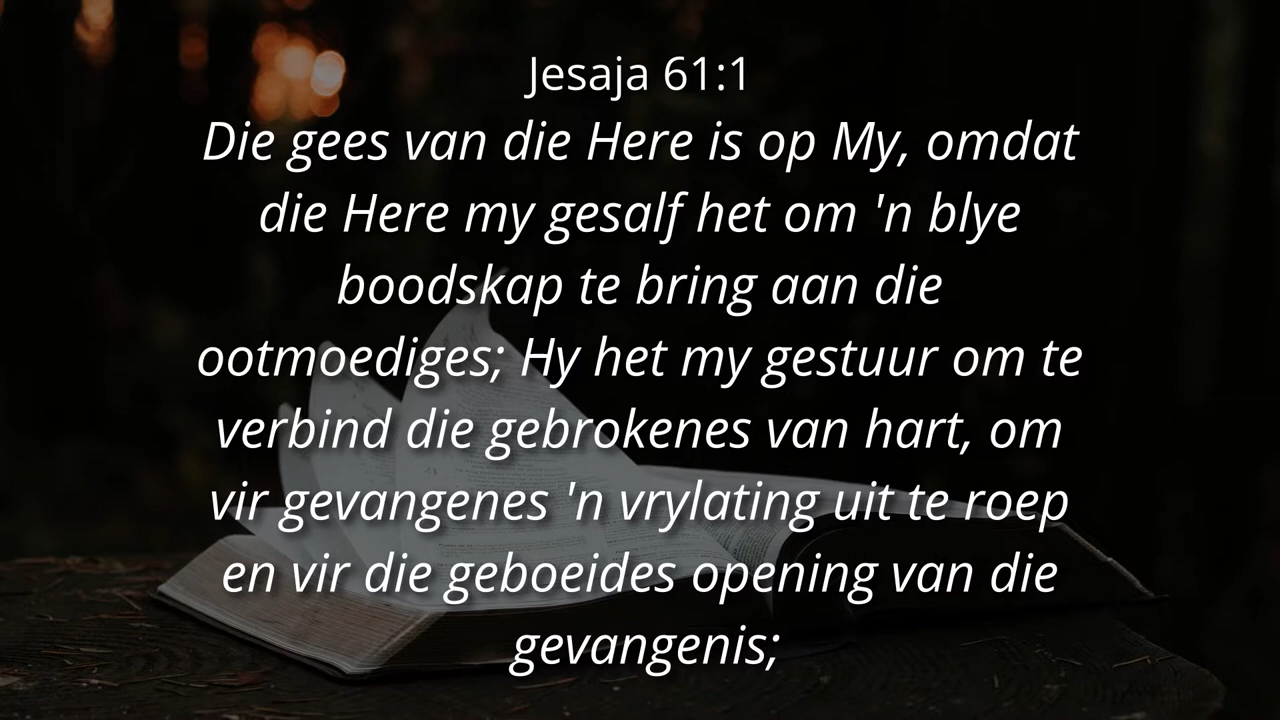 Jesaja 61:1
Die gees van die Here is op My, omdat
die Here my gesalf het om 'n blye
boodskap te bring aan die
ootmoediges; Hy het my gestuur om te
verbind die gebrokenes van hart, om
vir gevangenes 'n vrylating uit te roep
en vir die geboeides opening van die
gevangenis;